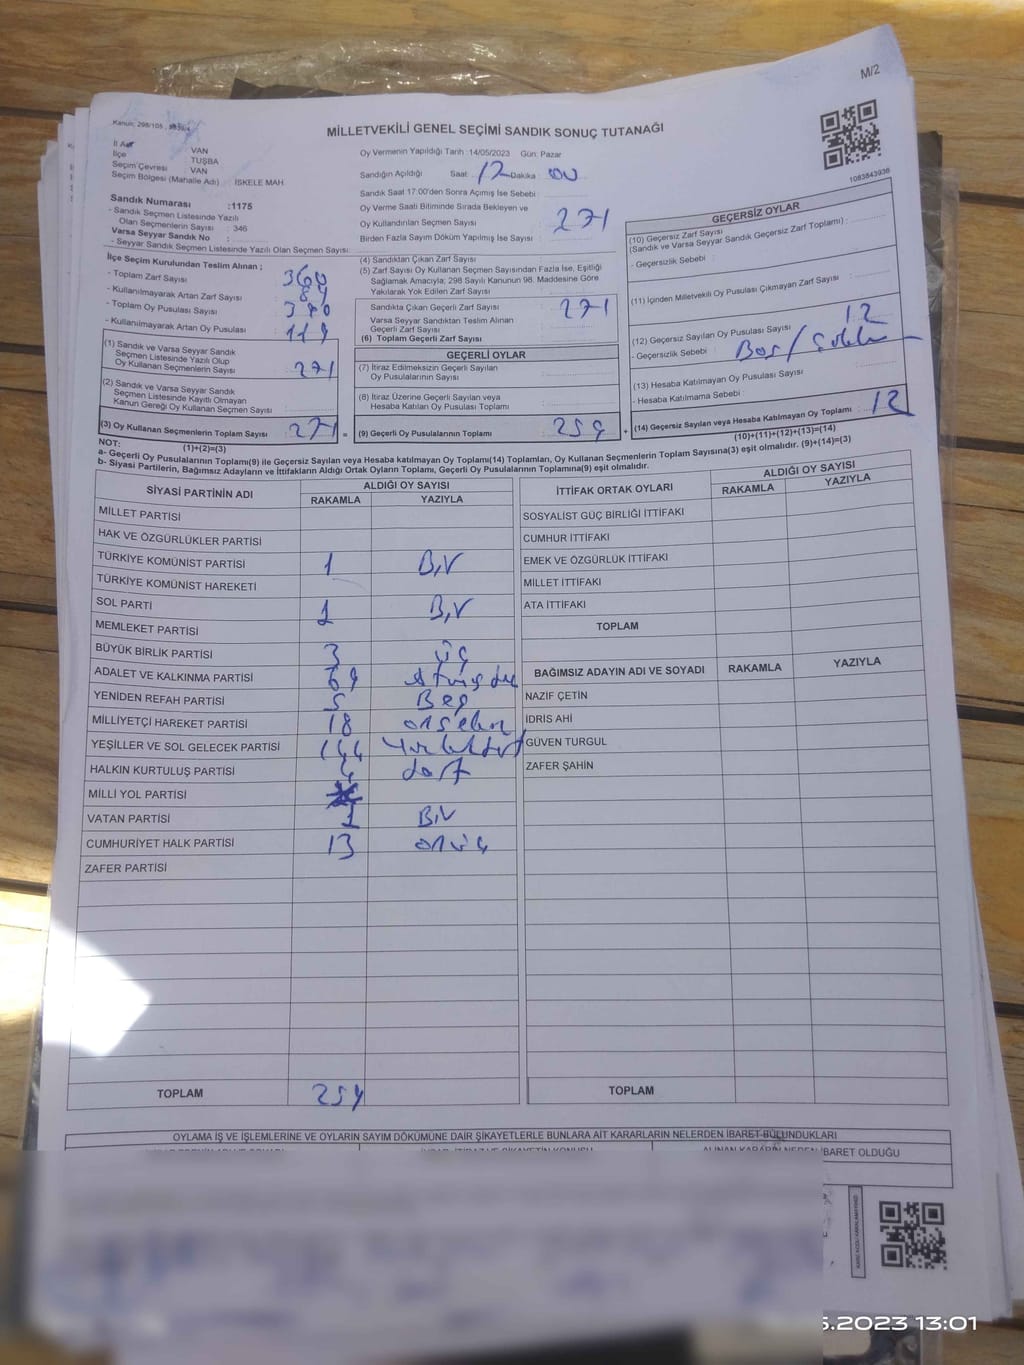 M/2
Kanun: 298/105
MİLLETVEKİLİ GENEL SEÇİMİ SANDIK SONUÇ TUTANAĞI
1083843936
İl Adı : VAN
İlçe : TUŞBA
Seçim Çevresi : VAN
Seçim Bölgesi (Mahalle Adı) : İSKELE MAH.
Sandık Numarası :1175
- Sandık Seçmen Listesinde Yazılı
Olan Seçmenlerin Sayısı : 346
Varsa Seyyar Sandık No :
- Seyyar Sandık Seçmen Listesinde Yazılı Olan Seçmen Sayısı:
Oy Vermenin Yapıldığı Tarih :14/05/2023 Gün: Pazar
Sandığın Açıldığı Saat: 17 Dakika 00
Sandık Saat 17:00'den Sonra Açımış İse Sebebi :
Oy Verme Saati Bitiminde Sırada Bekleyen ve
Oy Kullandırılan Seçmen Sayısı : 271
Birden Fazla Sayım Döküm Yapılmış İse Sayısı :
İlçe Seçim Kurulundan Teslim Alınan ;
- Toplam Zarf Sayısı : 360
- Kullanılmayarak Artan Zarf Sayısı : 89
- Toplam Oy Pusulası Sayısı : 390
- Kullanılmayarak Artan Oy Pusulası : 119
(1) Sandık ve Varsa Seyyar Sandık
Seçmen Listesinde Yazılı Olup
Oy Kullanan Seçmenlerin Sayısı : 271
(2) Sandık ve Varsa Seyyar Sandık
Seçmen Listesinde Kayıtlı Olmayan
Kanun Gereği Oy Kullanan Seçmen Sayısı :
(3) Oy Kullanan Seçmenlerin Toplam Sayısı : 271 =
(1)+(2)=(3)
(4) Sandıktan Çıkan Zarf Sayısı :
(5) Zarf Sayısı Oy Kullanan Seçmen Sayısından Fazla İse, Eşitliği
Sağlamak Amacıyla; 298 Sayılı Kanunun 98. Maddesine Göre
Yakılarak Yok Edilen Zarf Sayısı :
Sandıkta Çıkan Geçerli Zarf Sayısı : 271
Varsa Seyyar Sandıktan Teslim Alınan
Geçerli Zarf Sayısı :
(6) Toplam Geçerli Zarf Sayısı :
GEÇERLİ OYLAR
(7) İtiraz Edilmeksizin Geçerli Sayılan
Oy Pusulalarının Sayısı :
(8) İtiraz Üzerine Geçerli Sayılan veya
Hesaba Katılan Oy Pusulası Toplamı :
(9) Geçerli Oy Pusulalarının Toplamı : 259 +
GEÇERSİZ OYLAR
(10) Geçersiz Zarf Sayısı
(Sandık ve Varsa Seyyar Sandık Geçersiz Zarf Toplamı) :
- Geçersizlik Sebebi :
(11) İçinden Milletvekili Oy Pusulası Çıkmayan Zarf Sayısı :
(12) Geçersiz Sayılan Oy Pusulası Sayısı : 12
- Geçersizlik Sebebi : Boş/
(13) Hesaba Katılmayan Oy Pusulası Sayısı :
- Hesaba Katılmama Sebebi :
(14) Geçersiz Sayılan veya Hesaba Katılmayan Oy Toplamı : 12
(10)+(11)+(12)+(13)=(14)
NOT:
a- Geçerli Oy Pusulalarının Toplamı(9) ile Geçersiz Sayılan veya Hesaba katılmayan Oy Toplamı(14) Toplamları, Oy Kullanan Seçmenlerin Toplam Sayısına(3) eşit olmalıdır. (9)+(14)=(3)
b- Siyasi Partilerin, Bağımsız Adayların ve İttifakların Aldığı Ortak Oyların Toplamı, Geçerli Oy Pusulalarının Toplamına(9) eşit olmalıdır.
SİYASİ PARTİNİN ADI ALDIĞI OY SAYISI
RAKAMLA YAZIYLA
MİLLET PARTİSİ
HAK VE ÖZGÜRLÜKLER PARTİSİ
TÜRKİYE KOMÜNİST PARTİSİ 1 Bir
TÜRKİYE KOMÜNİST HAREKETİ
SOL PARTİ 1 Bir
MEMLEKET PARTİSİ
BÜYÜK BİRLİK PARTİSİ 3 üç
ADALET VE KALKINMA PARTİSİ 69
YENİDEN REFAH PARTİSİ 5 Beş
MİLLİYETÇİ HAREKET PARTİSİ 18 onsekiz
YEŞİLLER VE SOL GELECEK PARTİSİ 144
HALKIN KURTULUŞ PARTİSİ 4 dört
MİLLİ YOL PARTİSİ
VATAN PARTİSİ 1 Bir
CUMHURİYET HALK PARTİSİ 13 onüç
ZAFER PARTİSİ
TOPLAM 259
İTTİFAK ORTAK OYLARI ALDIĞI OY SAYISI
RAKAMLA YAZIYLA
SOSYALİST GÜÇ BİRLİĞİ İTTİFAKI
CUMHUR İTTİFAKI
EMEK VE ÖZGÜRLÜK İTTİFAKI
MİLLET İTTİFAKI
ATA İTTİFAKI
TOPLAM
BAĞIMSIZ ADAYIN ADI VE SOYADI RAKAMLA YAZIYLA
NAZİF ÇETİN
İDRİS AHİ
GÜVEN TURGUL
ZAFER ŞAHİN
TOPLAM
OYLAMA İŞ VE İŞLEMLERİNE VE OYLARIN SAYIM DÖKÜMÜNE DAİR ŞİKAYETLERLE BUNLARA AİT KARARLARIN NELERDEN İBARET BULUNDUKLARI
ALINAN KARARIN NEDEN İBARET OLDUĞU
5.2023 13:01